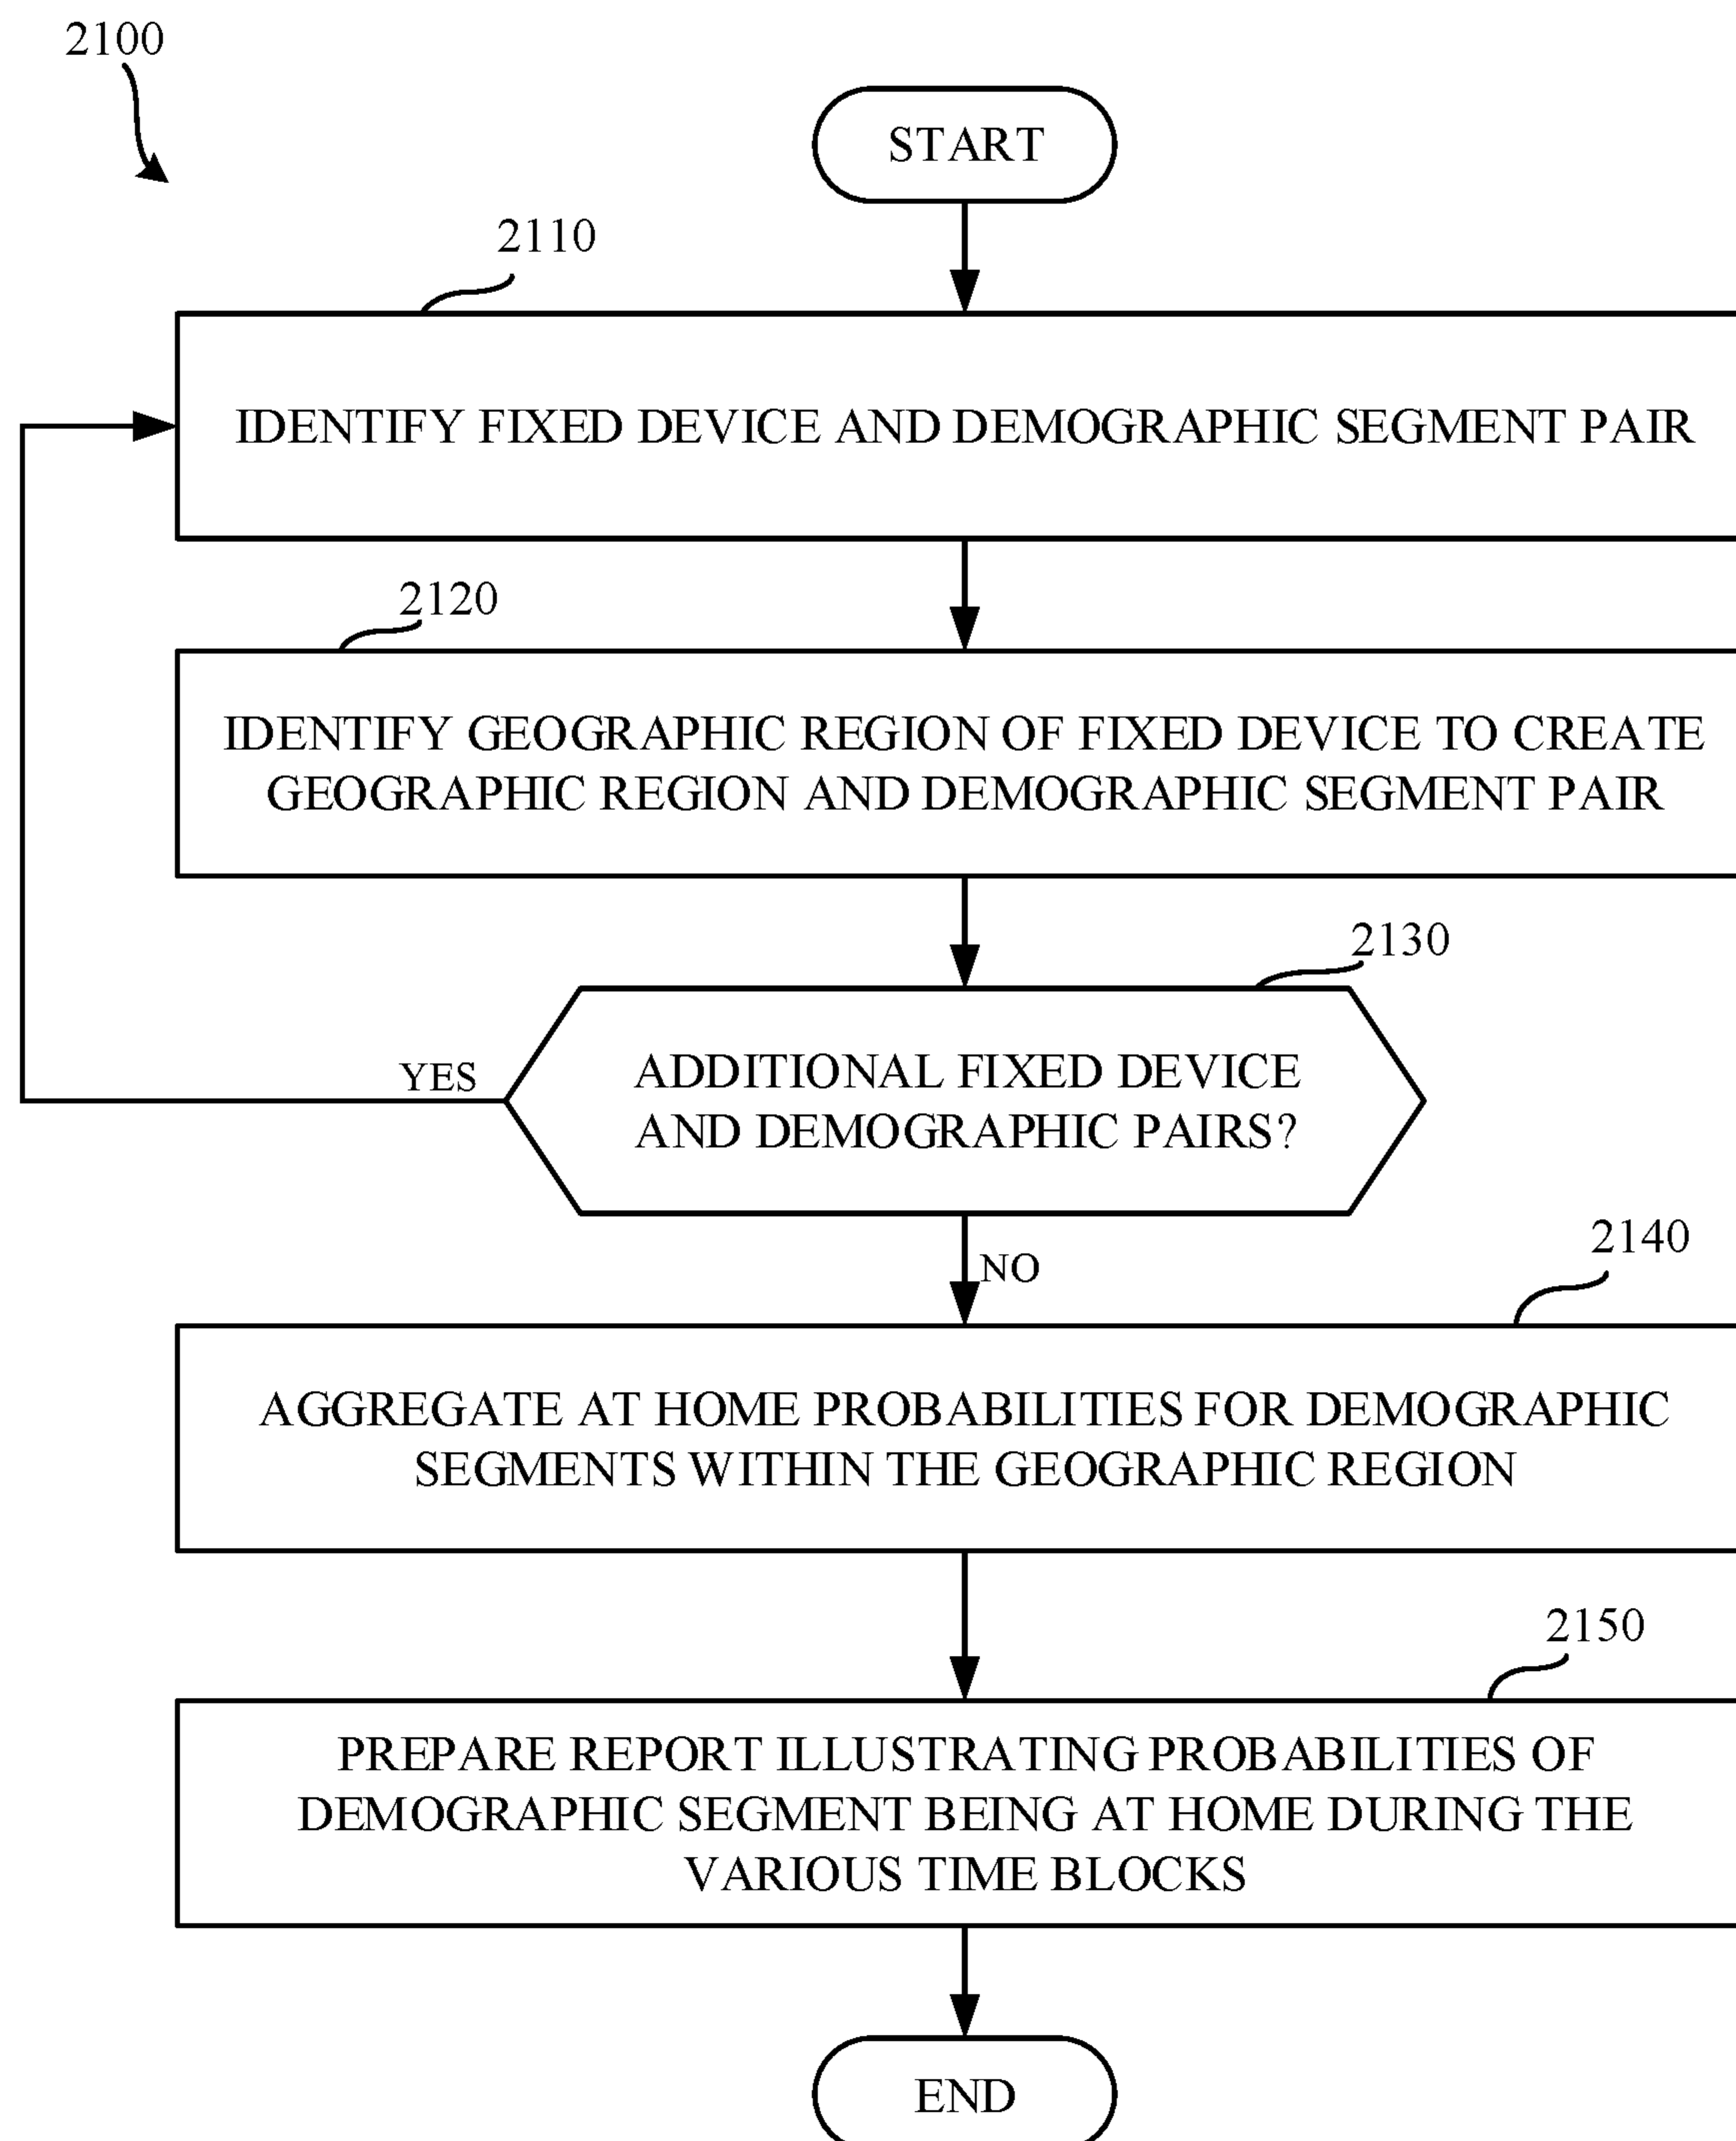 2100
START
2110
IDENTIFY FIXED DEVICE AND DEMOGRAPHIC SEGMENT PAIR
2120
IDENTIFY GEOGRAPHIC REGION OF FIXED DEVICE TO CREATE
GEOGRAPHIC REGION AND DEMOGRAPHIC SEGMENT PAIR
2130
ADDITIONAL FIXED DEVICE
AND DEMOGRAPHIC PAIRS?
YES
NO
2140
AGGREGATE AT HOME PROBABILITIES FOR DEMOGRAPHIC
SEGMENTS WITHIN THE GEOGRAPHIC REGION
2150
PREPARE REPORT ILLUSTRATING PROBABILITIES OF
DEMOGRAPHIC SEGMENT BEING AT HOME DURING THE
VARIOUS TIME BLOCKS
END